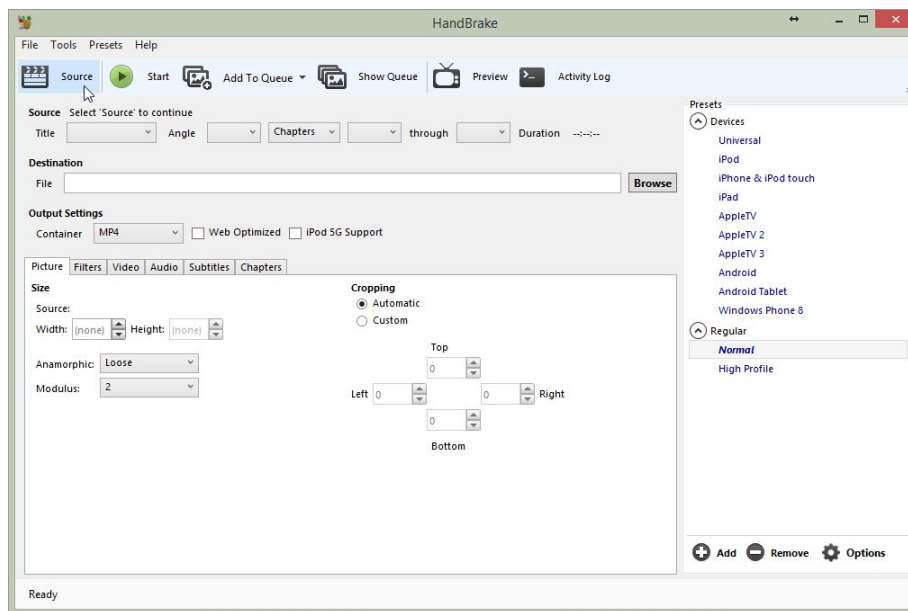 HandBrake
File Tools Presets Help
Source Start Add To Queue Show Queue Preview Activity Log
Source Select 'Source' to continue
Title Angle Chapters through Duration --:--:--
Destination
File Browse
Output Settings
Container MP4 Web Optimized iPod 5G Support
Picture Filters Video Audio Subtitles Chapters
Size
Source:
Width: (none) Height: (none)
Anamorphic: Loose
Modulus: 2
Cropping
Automatic
Custom
Top
0
Left 0 0 Right
0
Bottom
Presets
Devices
Universal
iPod
iPhone & iPod touch
iPad
AppleTV
AppleTV 2
AppleTV 3
Android
Android Tablet
Windows Phone 8
Regular
Normal
High Profile
Add Remove Options
Ready